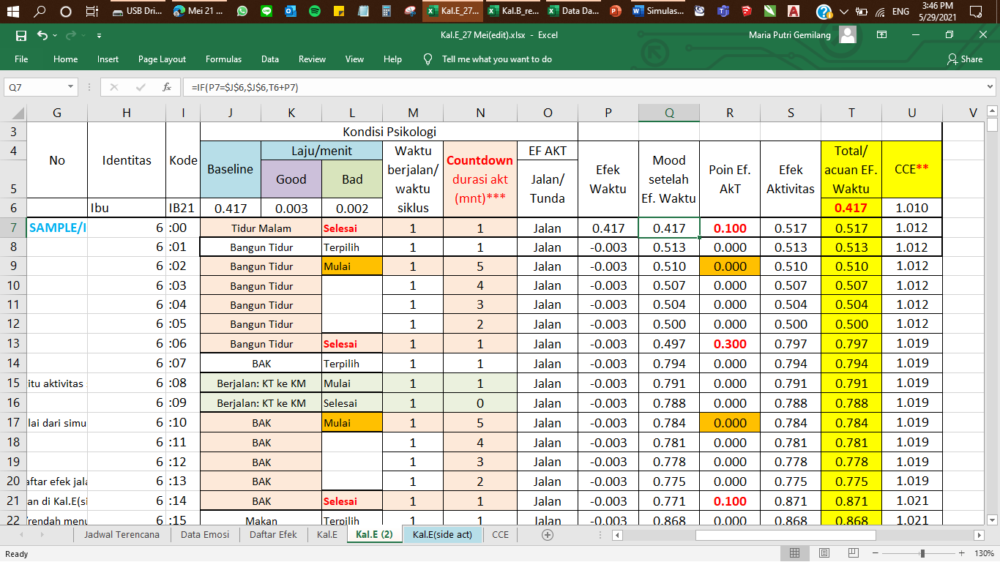 USB Dri... Mei 21 ... Kal.E_27... Kal.B_re... Data Da... Simulas... ENG 3:46 PM
5/29/2021
Kal.E_27 Mei(edit).xlsx - Excel Maria Putri Gemilang
File Home Insert Page Layout Formulas Data Review View Help Tell me what you want to do Share
Q7 fx =IF(P7=$J$6,$J$6,T6+P7)
G H I J K L M N O P Q R S T U V
3 Kondisi Psikologi
4 No Identitas Kode Baseline Laju/menit Waktu berjalan/ waktu siklus Countdown durasi akt (mnt)*** EF AKT Efek Waktu Mood setelah Ef. Waktu Poin Ef. AkT Efek Aktivitas Total/ acuan EF. Waktu CCE**
5 Good Bad Jalan/ Tunda
6 Ibu IB21 0.417 0.003 0.002 0.417 1.010
7 SAMPLE/I 6 :00 Tidur Malam Selesai 1 1 Jalan 0.417 0.417 0.100 0.517 0.517 1.012
8 6 :01 Bangun Tidur Terpilih 1 1 Jalan -0.003 0.513 0.000 0.513 0.513 1.012
9 6 :02 Bangun Tidur Mulai 1 5 Jalan -0.003 0.510 0.000 0.510 0.510 1.012
10 6 :03 Bangun Tidur 1 4 Jalan -0.003 0.507 0.000 0.507 0.507 1.012
11 6 :04 Bangun Tidur 1 3 Jalan -0.003 0.504 0.000 0.504 0.504 1.012
12 6 :05 Bangun Tidur 1 2 Jalan -0.003 0.500 0.000 0.500 0.500 1.012
13 6 :06 Bangun Tidur Selesai 1 1 Jalan -0.003 0.497 0.300 0.797 0.797 1.019
14 6 :07 BAK Terpilih 1 1 Jalan -0.003 0.794 0.000 0.794 0.794 1.019
15 itu aktivitas 6 :08 Berjalan: KT ke KM Mulai 1 1 Jalan -0.003 0.791 0.000 0.791 0.791 1.019
16 6 :09 Berjalan: KT ke KM Selesai 1 0 Jalan -0.003 0.788 0.000 0.788 0.788 1.019
17 lai dari simu 6 :10 BAK Mulai 1 5 Jalan -0.003 0.784 0.000 0.784 0.784 1.019
18 6 :11 BAK 1 4 Jalan -0.003 0.781 0.000 0.781 0.781 1.019
19 6 :12 BAK 1 3 Jalan -0.003 0.778 0.000 0.778 0.778 1.019
20 aftar efek jala 6 :13 BAK 1 2 Jalan -0.003 0.775 0.000 0.775 0.775 1.019
21 an di Kal.E(si 6 :14 BAK Selesai 1 1 Jalan -0.003 0.771 0.100 0.871 0.871 1.021
22 rendah menu 6 :15 Makan Terpilih 1 1 Jalan -0.003 0.868 0.000 0.868 0.868 1.021
Jadwal Terencana Data Emosi Daftar Efek Kal.E Kal.E (2) Kal.E(side act) CCE
Ready 130%